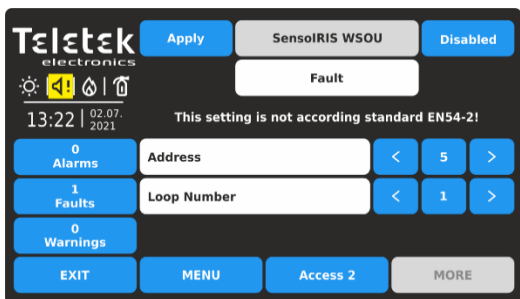 Teletek
electronics
Apply
SensoIRIS WSOU
Disabled
Fault
13:22 | 02.07.
2021
This setting is not according standard EN54-2!
0
Alarms
Address
<
5
>
1
Faults
Loop Number
<
1
>
0
Warnings
EXIT
MENU
Access 2
MORE